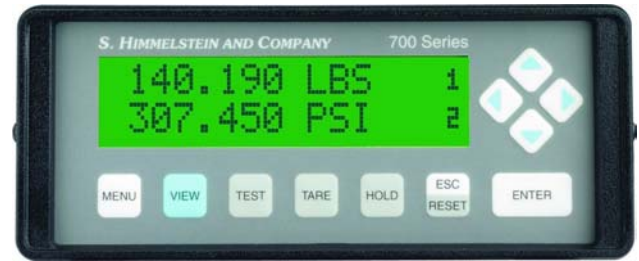 S. HIMMELSTEIN AND COMPANY 700 Series
140.190 LBS 1
307.450 PSI 2
MENU VIEW TEST TARE HOLD ESC RESET ENTER